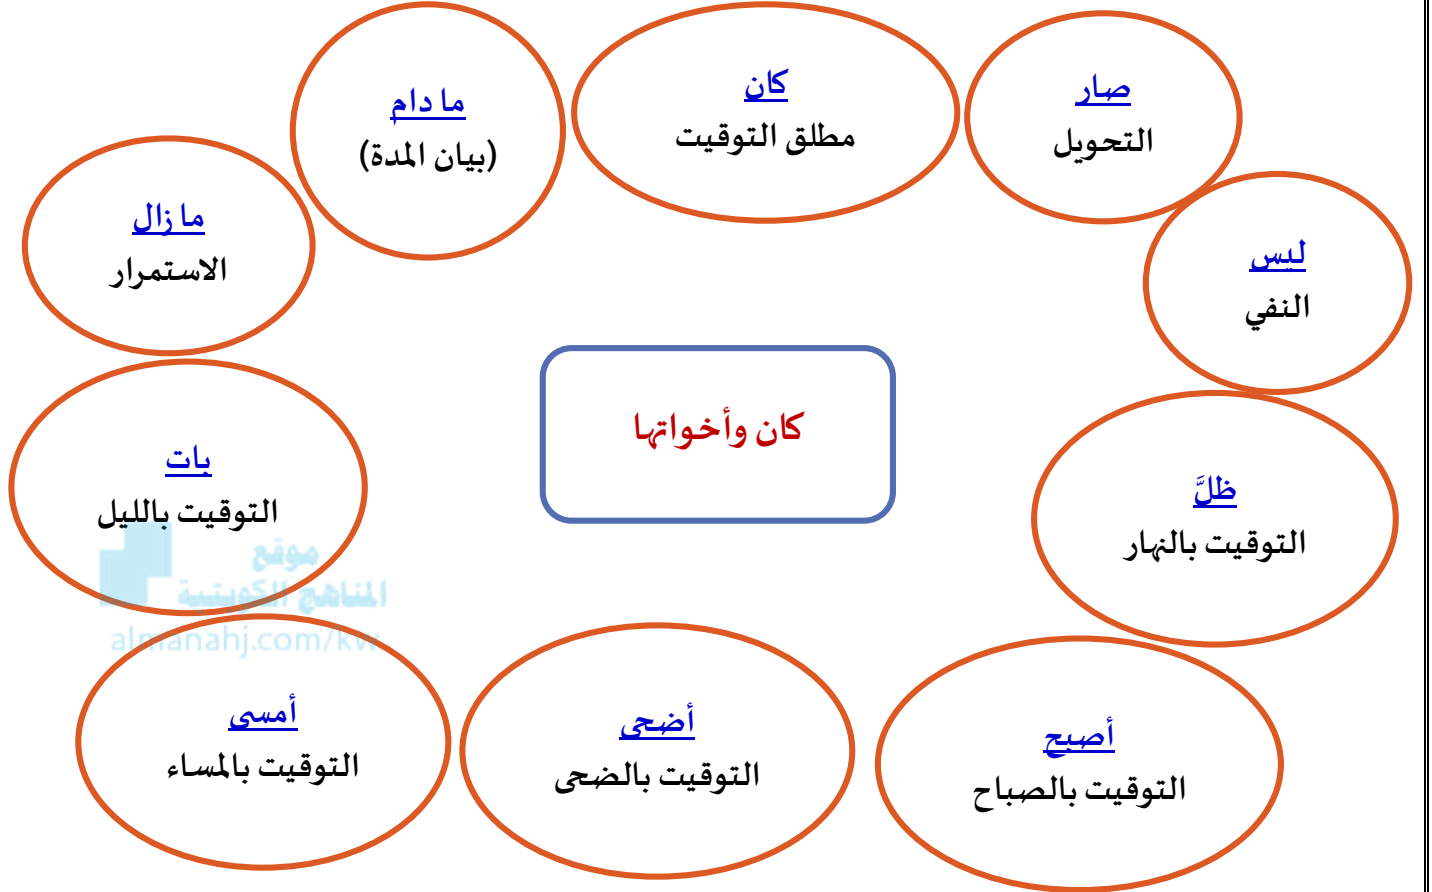 كان وأخواتها
كان
مطلق التوقيت
صار
التحويل
ليس
النفي
ظلَّ
التوقيت بالنهار
أصبح
التوقيت بالصباح
أضحى
التوقيت بالضحى
أمسى
التوقيت بالمساء
بات
التوقيت بالليل
ما زال
الاستمرار
ما دام
(بيان المدة)
موقع
المناهج الكويتية
almanahj.com/kw